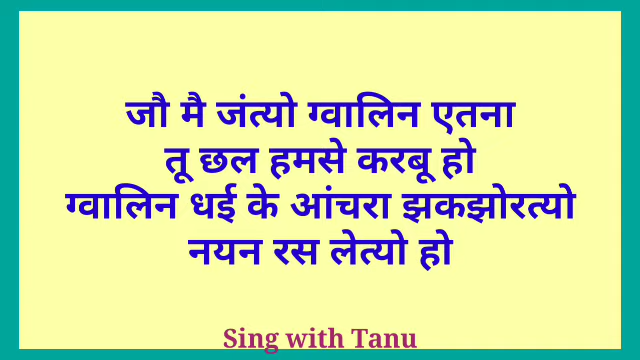 जौ मै जंत्यो ग्वालिन एतना
तू छल हमसे करबू हो
ग्वालिन धई के आंचरा झकझोरत्यो
नयन रस लेत्यो हो
Sing with Tanu